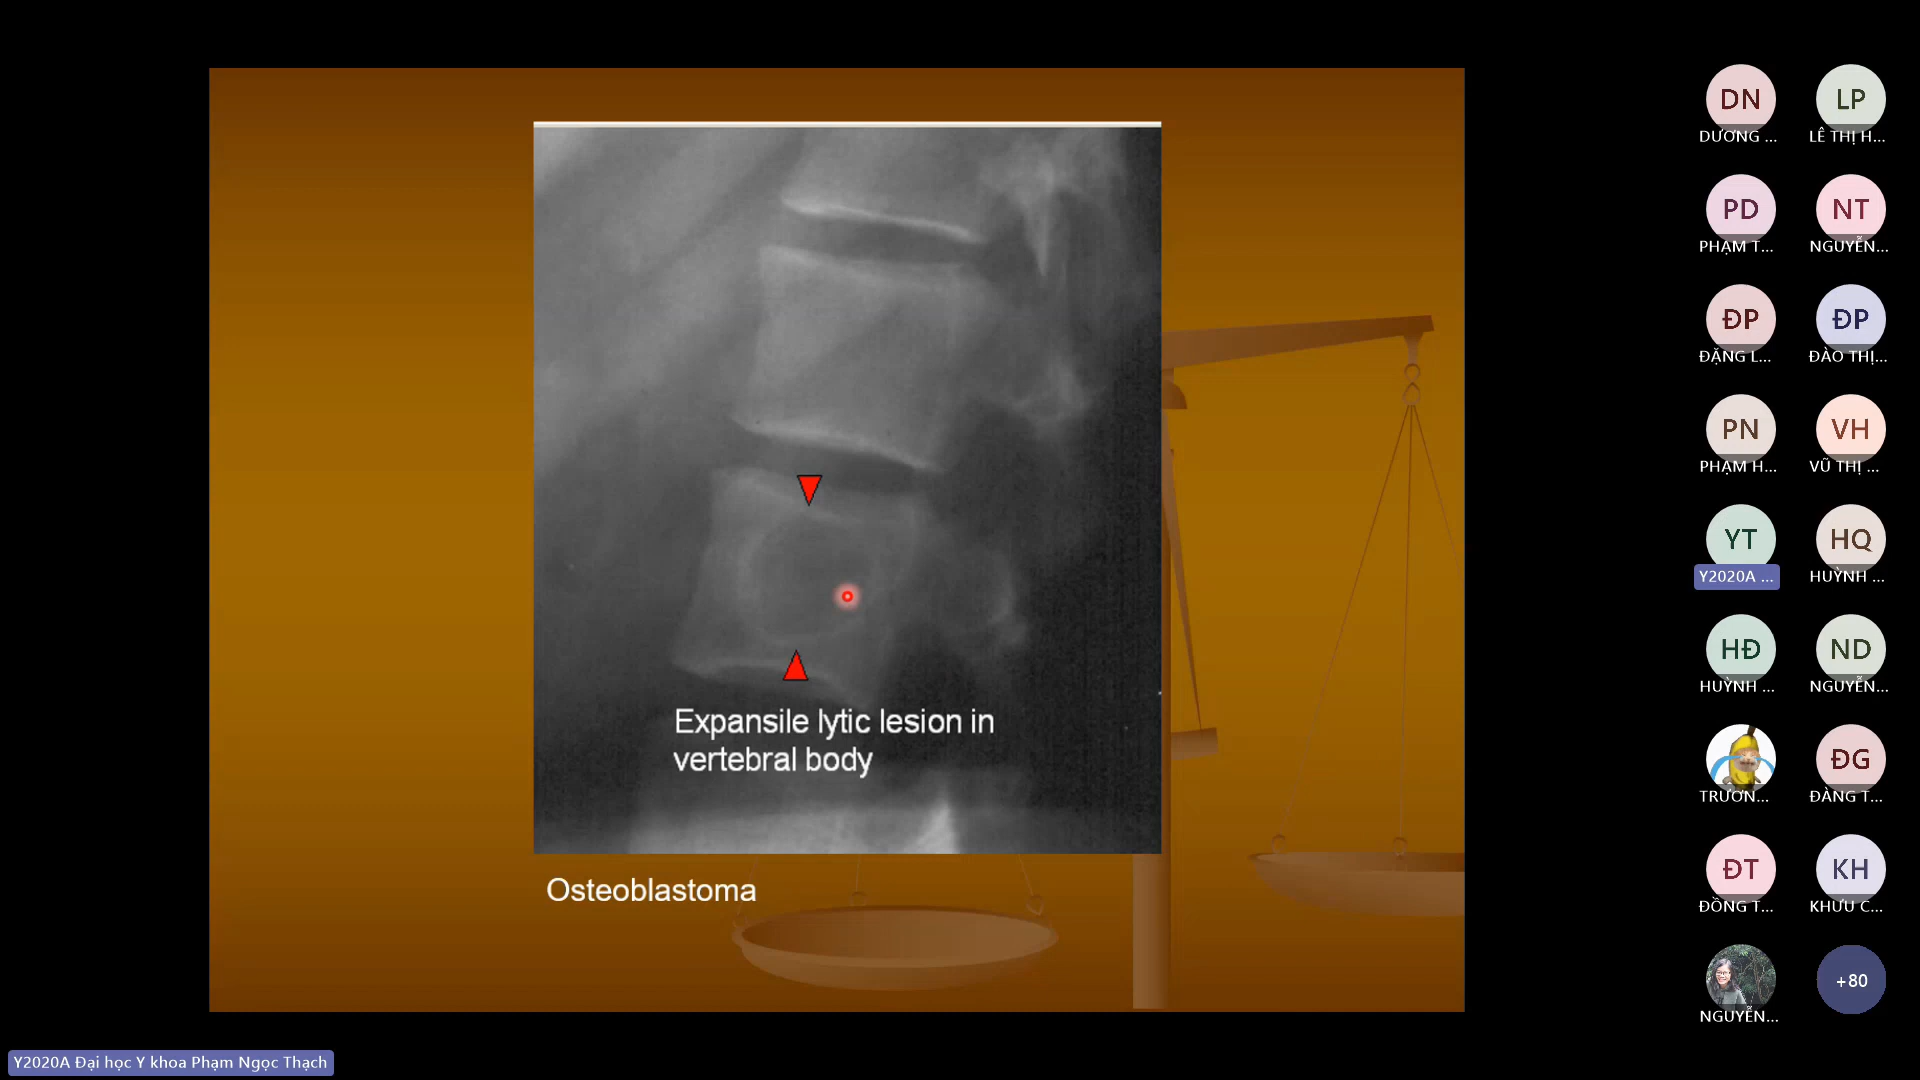 Expansile lytic lesion in
vertebral body
Osteoblastoma
DN
DƯƠNG ...
LP
LÊ THỊ H...
PD
PHẠM T...
NT
NGUYỄN...
ĐP
ĐẶNG L...
ĐP
ĐÀO THỊ...
PN
PHẠM H...
VH
VŨ THỊ ...
YT
Y2020A ...
HQ
HUỲNH ...
HĐ
HUỲNH ...
ND
NGUYỄN...
TRƯƠN...
ĐG
ĐÀNG T...
ĐT
ĐỒNG T...
KH
KHƯU C...
NGUYỄN...
+80
Y2020A Đại học Y khoa Phạm Ngọc Thạch